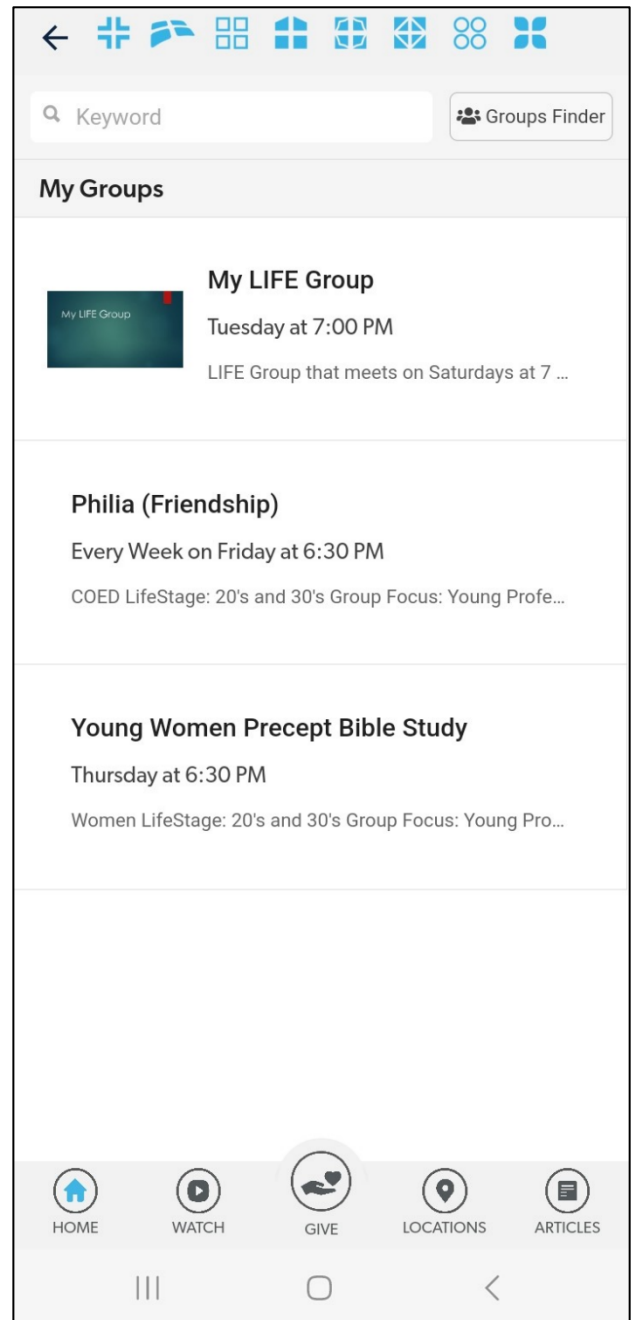 Keyword
Groups Finder
My Groups
My LIFE Group
My LIFE Group
Tuesday at 7:00 PM
LIFE Group that meets on Saturdays at 7 ...
Philia (Friendship)
Every Week on Friday at 6:30 PM
COED LifeStage: 20's and 30's Group Focus: Young Profe...
Young Women Precept Bible Study
Thursday at 6:30 PM
Women LifeStage: 20's and 30's Group Focus: Young Pro...
HOME
WATCH
GIVE
LOCATIONS
ARTICLES